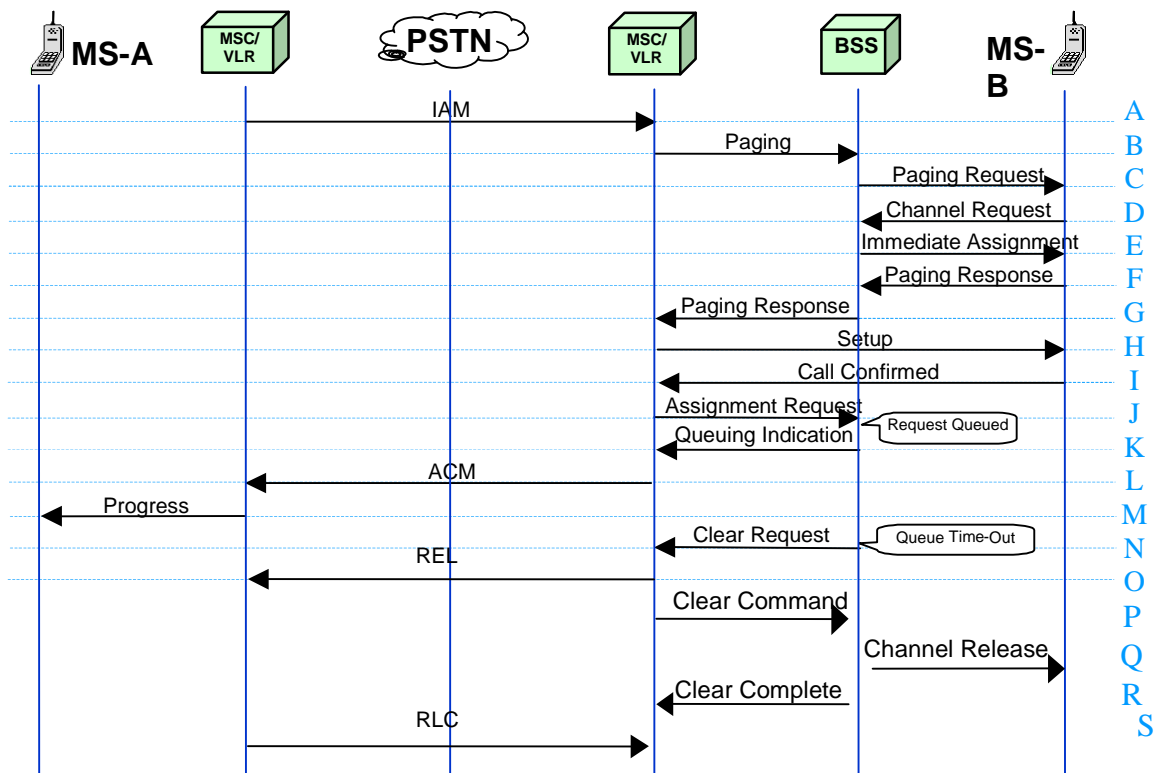 MS-A
MSC/
VLR
PSTN
MSC/
VLR
BSS
MS-
B
IAM
A
Paging
B
Paging Request
C
Channel Request
D
Immediate Assignment
E
Paging Response
F
Paging Response
G
Setup
H
Call Confirmed
I
Assignment Request
J
Request Queued
Queuing Indication
K
ACM
L
Progress
M
Clear Request
Queue Time-Out
N
REL
O
Clear Command
P
Channel Release
Q
Clear Complete
R
RLC
S